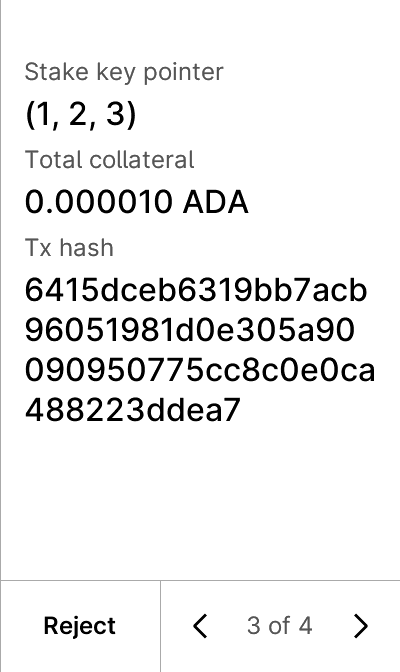 Stake key pointer
(1, 2, 3)
Total collateral
0.000010 ADA
Tx hash
6415dceb6319bb7acb
96051981d0e305a90
090950775cc8c0e0ca
488223ddea7
Reject
3 of 4